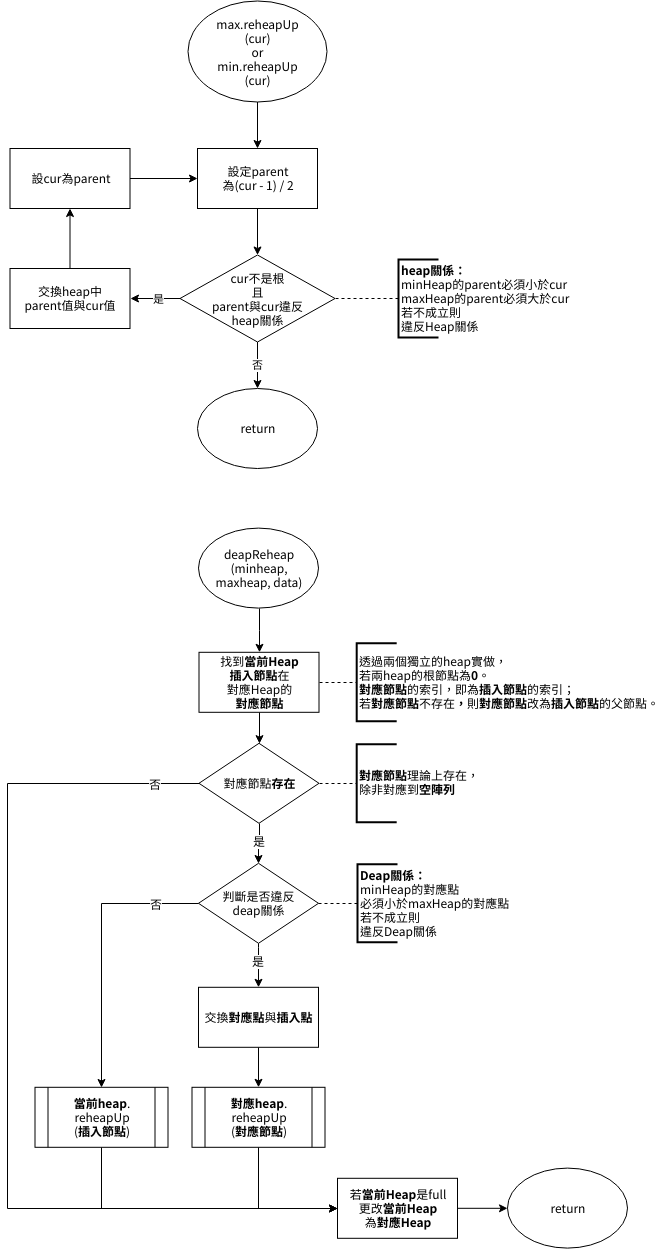 max.reheapUp
(cur)
or
min.reheapUp
(cur)
設cur為parent
設定parent
為(cur - 1) / 2
交換heap中
parent值與cur值
是
cur不是根
且
parent與cur違反
heap關係
heap關係：
minHeap的parent必須小於cur
maxHeap的parent必須大於cur
若不成立則
違反Heap關係
否
return
deapReheap
(minheap,
maxheap, data)
找到當前Heap
插入節點在
對應Heap的
對應節點
透過兩個獨立的heap實做，
若兩heap的根節點為0。
對應節點的索引，即為插入節點的索引；
若對應節點不存在，則對應節點改為插入節點的父節點。
否
對應節點存在
對應節點理論上存在，
除非對應到空陣列
是
否
判斷是否違反
deap關係
Deap關係：
minHeap的對應點
必須小於maxHeap的對應點
若不成立則
違反Deap關係
是
交換對應點與插入點
當前heap.
reheapUp
(插入節點)
對應heap.
reheapUp
(對應節點)
若當前Heap是full
更改當前Heap
為對應Heap
return